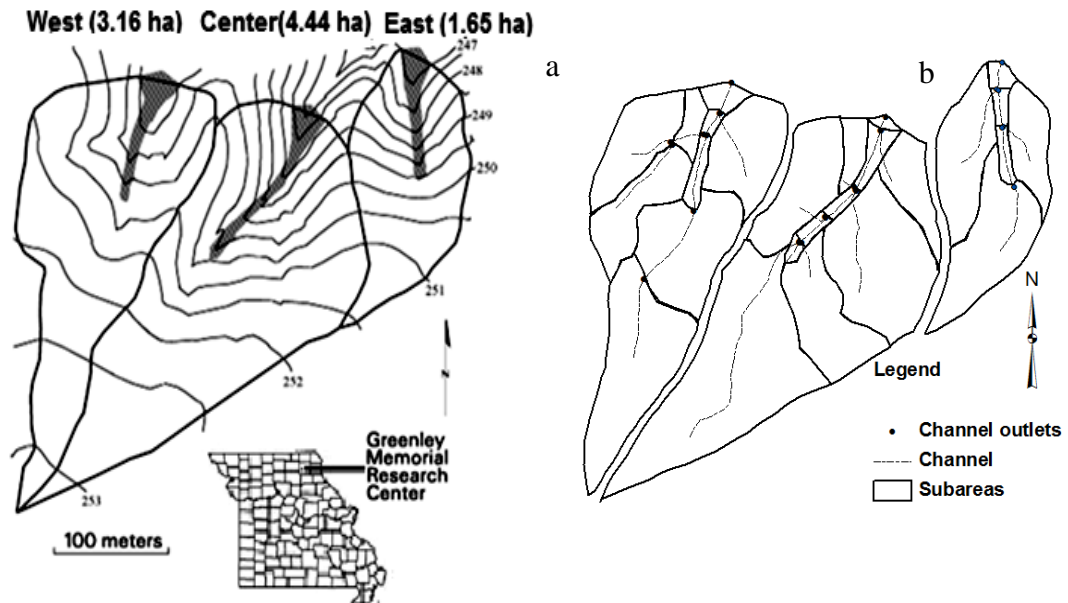 West (3.16 ha) Center(4.44 ha) East (1.65 ha)
247
248
249
250
251
252
253
N
100 meters
Greenley
Memorial
Research
Center
a
b
N
Legend
Channel outlets
Channel
Subareas